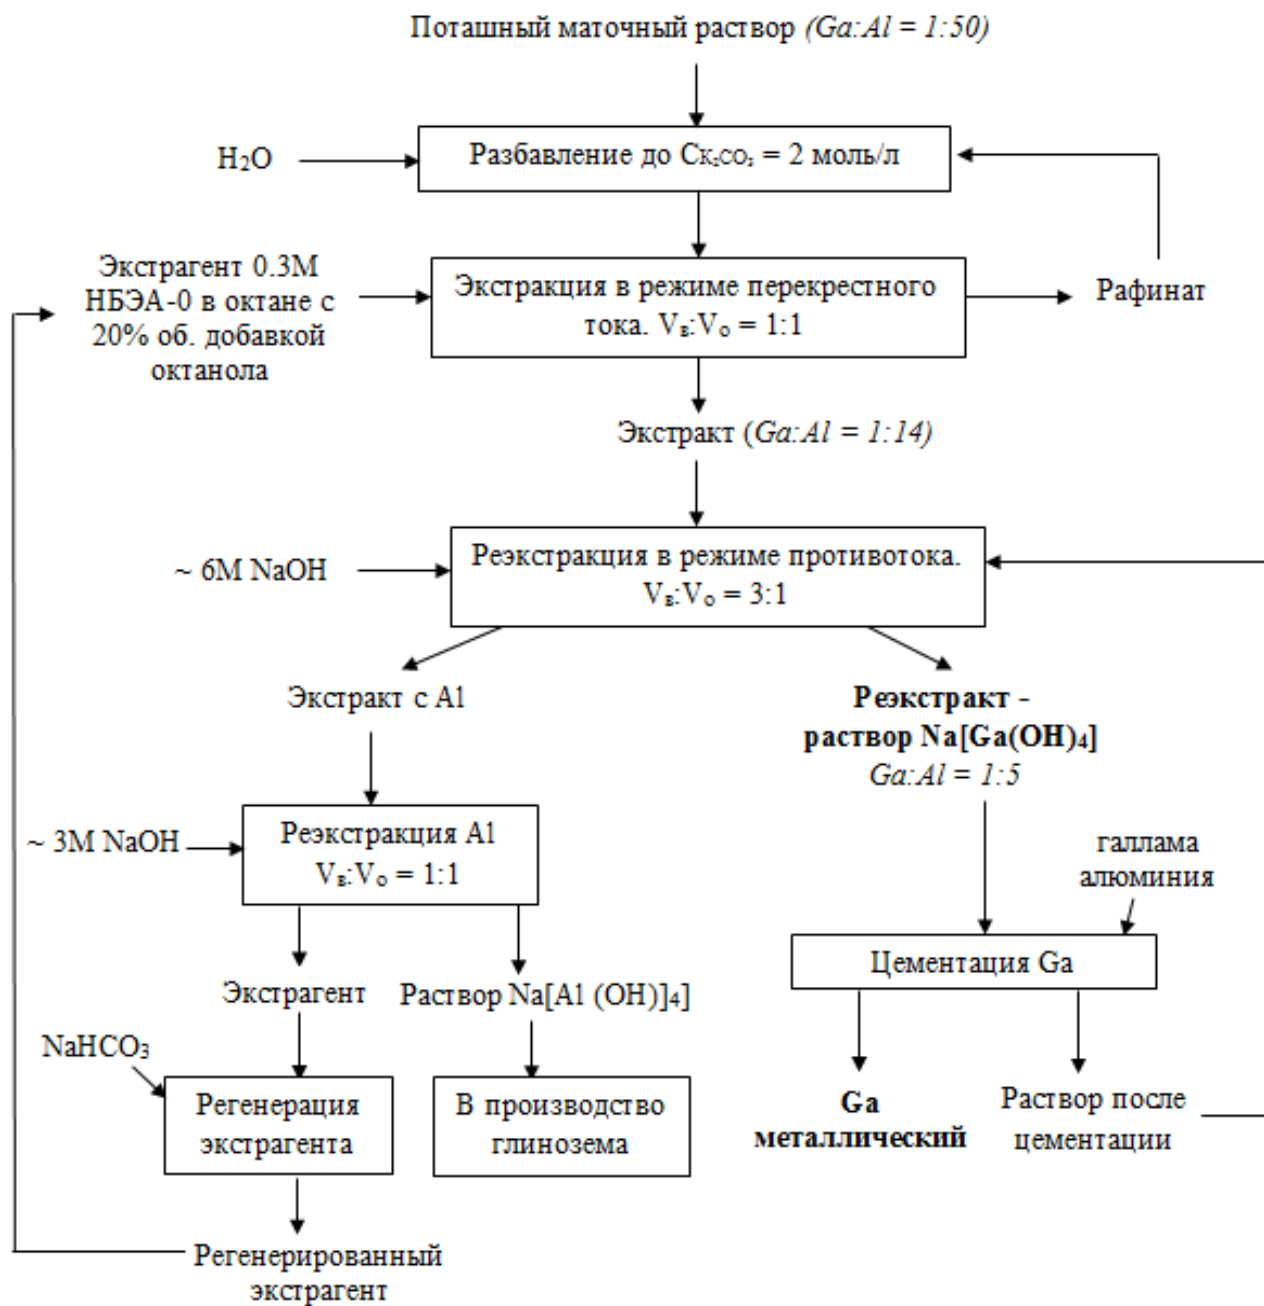 Поташный маточный раствор (Ga:Al = 1:50)
H₂O
Разбавление до CK₂CO₃ = 2 моль/л
Экстрагент 0.3М
НБЭА-0 в октане с
20% об. добавкой
октанола
Экстракция в режиме перекрестного
тока. Vв:Vо = 1:1
Рафинат
Экстракт (Ga:Al = 1:14)
~ 6М NaOH
Реэкстракция в режиме противотока.
Vв:Vо = 3:1
Экстракт с Al
Реэкстракт -
раствор Na[Ga(OH)₄]
Ga:Al = 1:5
~ 3М NaOH
Реэкстракция Al
Vв:Vо = 1:1
галлама
алюминия
Цементация Ga
Экстрагент
Раствор Na[Al (OH)]₄]
NaHCO₃
Регенерация
экстрагента
В производство
глинозема
Ga
металлический
Раствор после
цементации
Регенерированный
экстрагент